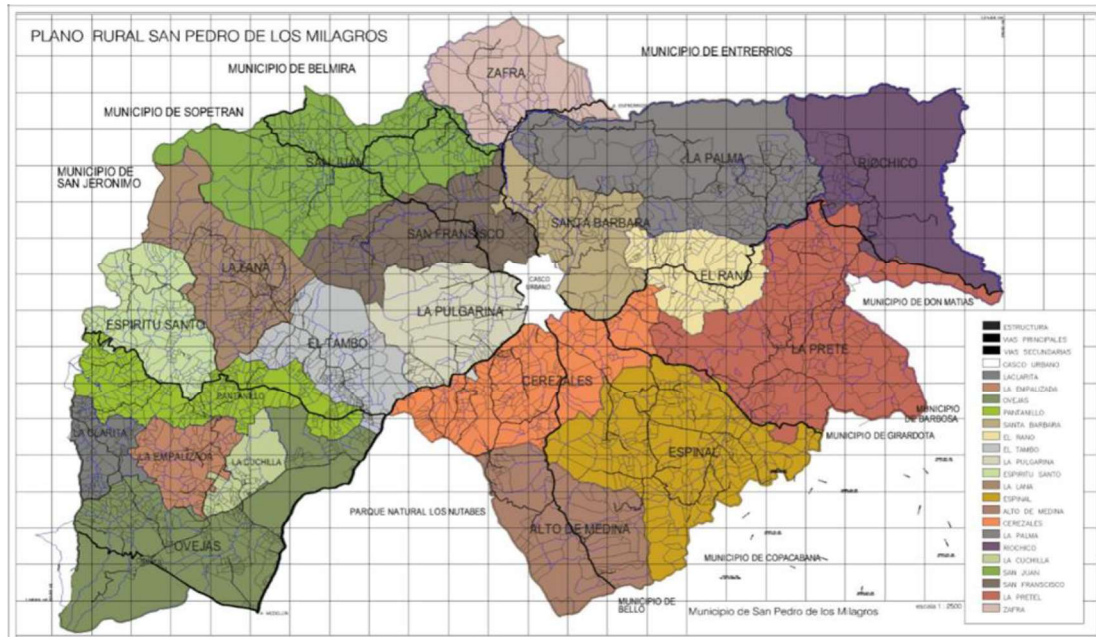 PLANO RURAL SAN PEDRO DE LOS MILAGROS
MUNICIPIO DE ENTRERRIOS
MUNICIPIO DE BELMIRA
ZAFRA
MUNICIPIO DE SOPETRAN
SAN JUAN
LA PALMA
RIOCHICO
MUNICIPIO DE
SAN JERONIMO
SANTA BARBARA
SAN FRANSISCO
LA ZANA
EL RANO
CASCO
URBANO
MUNICIPIO DE DON MATIAS
LA PULGARINA
ESPIRITU SANTO
EL TAMBO
LA PRETE
CEREZALES
PANTANILLO
MUNICIPIO
DE BARBOSA
MUNICIPIO DE GIRARDOTA
LA CLARITA
LA EMPALIZADA
LA CUCHILLA
ESPINAL
PARQUE NATURAL LOS NUTABES
ALTO DE MEDINA
OVEJAS
MUNICIPIO DE COPACABANA
MUNICIPIO DE
BELLO
Municipio de San Pedro de los Milagros
escala 1 : 2500
ESTRUCTURA
VIAS PRINCIPALES
VIAS SECUNDARIAS
CASCO URBANO
LACLARITA
LA EMPALIZADA
OVEJAS
PANTANILLO
SANTA BARBARA
EL RANO
EL TAMBO
LA PULGARINA
ESPIRITU SANTO
LA LANA
ESPINAL
ALTO DE MEDINA
CEREZALES
LA PALMA
RIOCHICO
LA CUCHILLA
SAN JUAN
SAN FRANSCISCO
LA PRETEL
ZAFRA